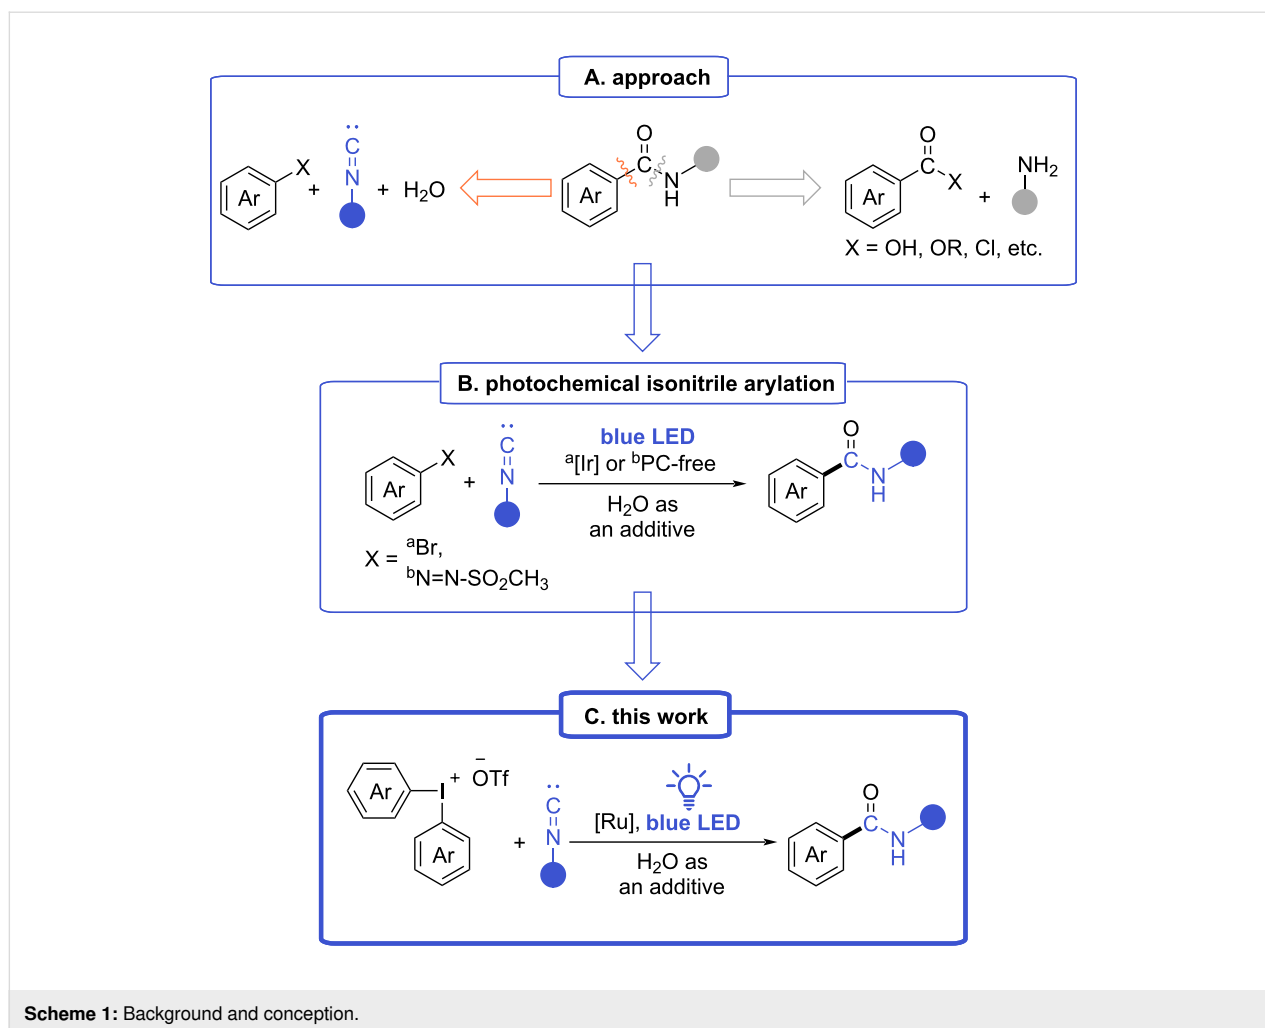 A. approach
Ar
X
+
:
C
N
+ H2O
Ar
O
C
N
H
Ar
O
C
X
+
NH2
X = OH, OR, Cl, etc.
B. photochemical isonitrile arylation
Ar
X
+
:
C
N
blue LED
a[Ir] or bPC-free
H2O as
an additive
Ar
O
C
N
H
X = aBr,
bN=N-SO2CH3
C. this work
Ar
I
+
−
OTf
Ar
+
:
C
N
[Ru], blue LED
H2O as
an additive
Ar
O
C
N
H
Scheme 1: Background and conception.